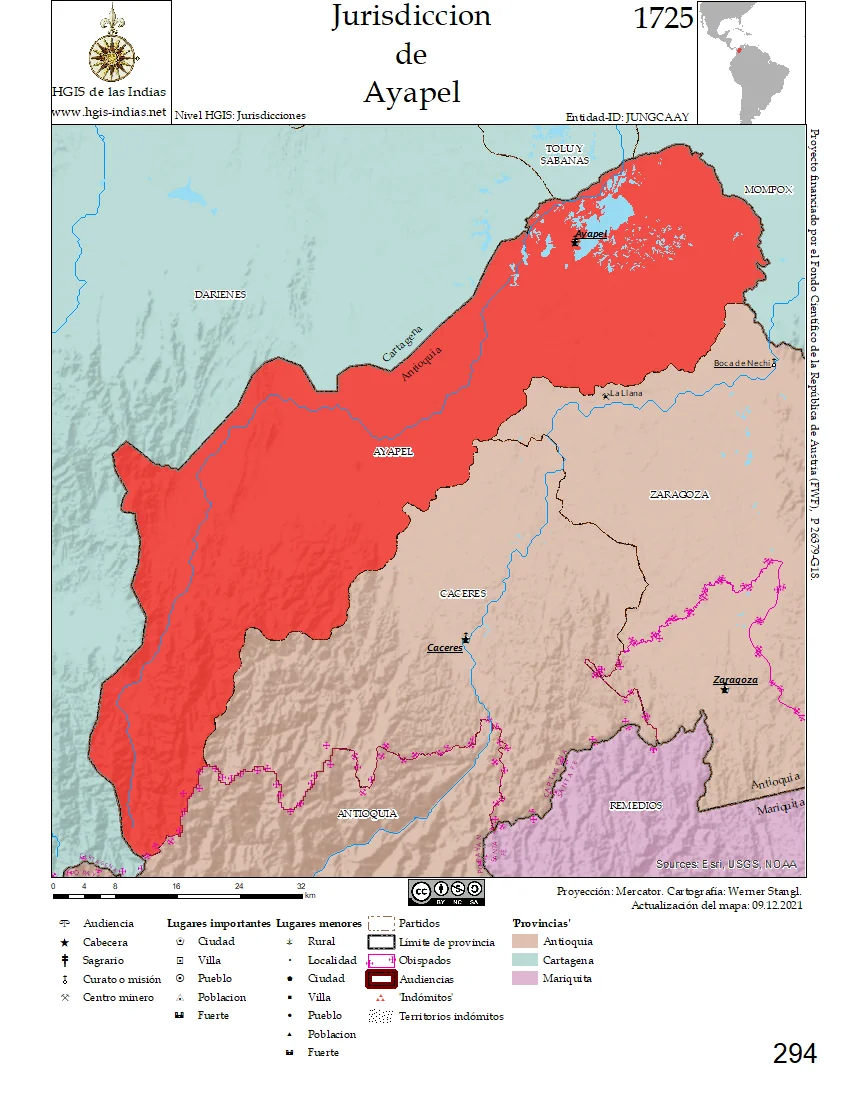 Jurisdiccion
de
Ayapel
1725
HGIS de las Indias
www.hgis-indias.net
Nivel HGIS: Jurisdicciones
Entidad-ID: JUNGCAAY
Proyecto financiado por el Fondo Científico de la República de Austria (FWF), P 26379-G18.
TOLU Y
SABANAS
MOMPOX
Ayapel
DARIENES
Cartagena
Antioquia
Boca de Nechi
La Llana
AYAPEL
ZARAGOZA
CACERES
Caceres
Zaragoza
ANTIOQUIA
REMEDIOS
Antioquia
Mariquita
Sources: Esri, USGS, NOAA
0 4 8 16 24 32
km
CC BY NC SA
Proyección: Mercator. Cartografía: Werner Stangl.
Actualización del mapa: 09.12.2021
Audiencia
Cabecera
Sagrario
Curato o misión
Centro minero
Lugares importantes
Ciudad
Villa
Pueblo
Poblacion
Fuerte
Lugares menores
Rural
Localidad
Ciudad
Villa
Pueblo
Poblacion
Fuerte
Partidos
Límite de provincia
Obispados
Audiencias
'Indómitos'
Territorios indómitos
'Provincias'
Antioquia
Cartagena
Mariquita
294